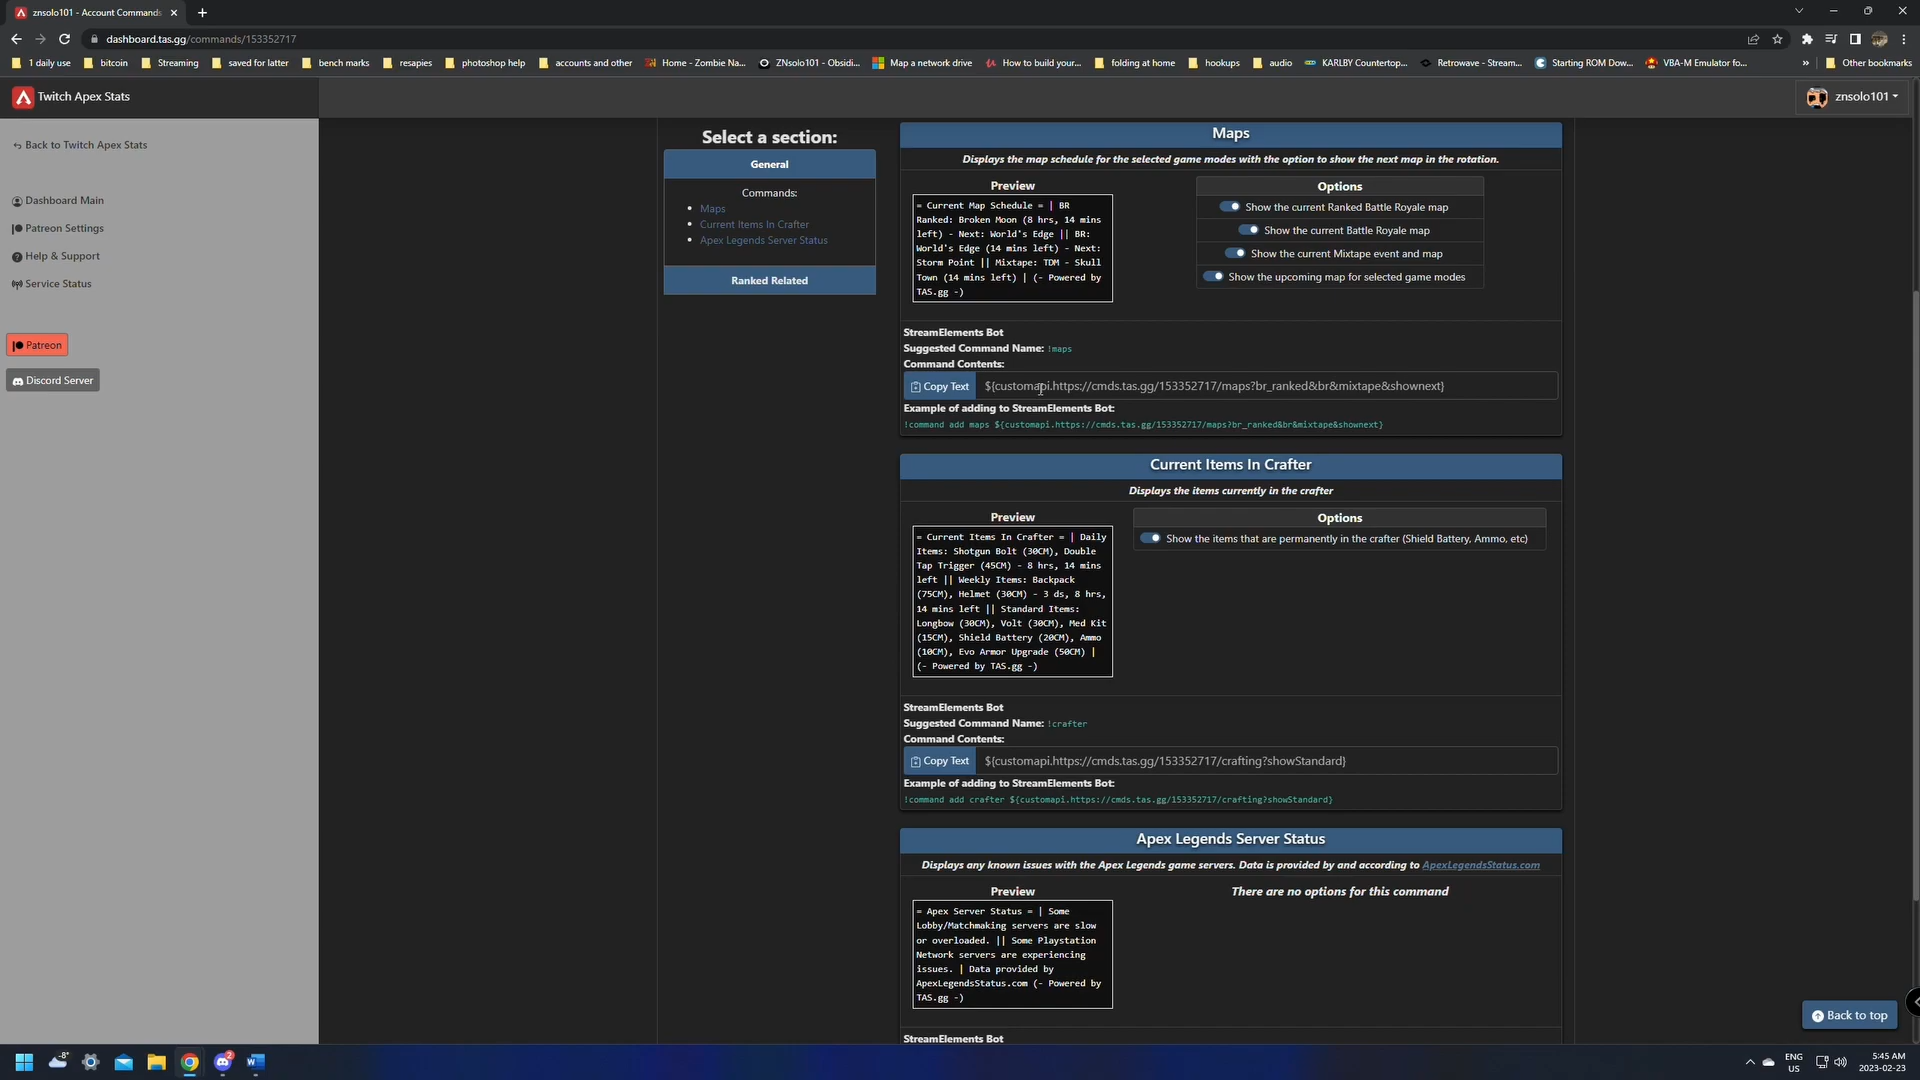 znsolo101 - Account Commands
dashboard.tas.gg/commands/153352717
1 daily use
bitcoin
Streaming
saved for latter
bench marks
resapies
photoshop help
accounts and other
Home - Zombie Na...
ZNsolo101 - Obsidi...
Map a network drive
How to build your...
folding at home
hookups
audio
KARLBY Countertop...
Retrowave - Stream...
Starting ROM Dow...
VBA-M Emulator fo...
»
Other bookmarks
Twitch Apex Stats
znsolo101
Back to Twitch Apex Stats
Dashboard Main
Patreon Settings
Help & Support
Service Status
Patreon
Discord Server
Select a section:
General
Commands:
• Maps
• Current Items In Crafter
• Apex Legends Server Status
Ranked Related
Maps
Displays the map schedule for the selected game modes with the option to show the next map in the rotation.
Preview
= Current Map Schedule = | BR
Ranked: Broken Moon (8 hrs, 14 mins
left) - Next: World's Edge || BR:
World's Edge (14 mins left) - Next:
Storm Point || Mixtape: TDM - Skull
Town (14 mins left) | (- Powered by
TAS.gg -)
Options
Show the current Ranked Battle Royale map
Show the current Battle Royale map
Show the current Mixtape event and map
Show the upcoming map for selected game modes
StreamElements Bot
Suggested Command Name: !maps
Command Contents:
Copy Text
${customapi.https://cmds.tas.gg/153352717/maps?br_ranked&br&mixtape&shownext}
Example of adding to StreamElements Bot:
!command add maps ${customapi.https://cmds.tas.gg/153352717/maps?br_ranked&br&mixtape&shownext}
Current Items In Crafter
Displays the items currently in the crafter
Preview
= Current Items In Crafter = | Daily
Items: Shotgun Bolt (30CM), Double
Tap Trigger (45CM) - 8 hrs, 14 mins
left || Weekly Items: Backpack
(75CM), Helmet (30CM) - 3 ds, 8 hrs,
14 mins left || Standard Items:
Longbow (30CM), Volt (30CM), Med Kit
(15CM), Shield Battery (20CM), Ammo
(10CM), Evo Armor Upgrade (50CM) |
(- Powered by TAS.gg -)
Options
Show the items that are permanently in the crafter (Shield Battery, Ammo, etc)
StreamElements Bot
Suggested Command Name: !crafter
Command Contents:
Copy Text
${customapi.https://cmds.tas.gg/153352717/crafting?showStandard}
Example of adding to StreamElements Bot:
!command add crafter ${customapi.https://cmds.tas.gg/153352717/crafting?showStandard}
Apex Legends Server Status
Displays any known issues with the Apex Legends game servers. Data is provided by and according to ApexLegendsStatus.com
Preview
= Apex Server Status = | Some
Lobby/Matchmaking servers are slow
or overloaded. || Some Playstation
Network servers are experiencing
issues. | Data provided by
ApexLegendsStatus.com (- Powered by
TAS.gg -)
There are no options for this command
StreamElements Bot
Back to top
-8°
2
ENG
US
5:45 AM
2023-02-23